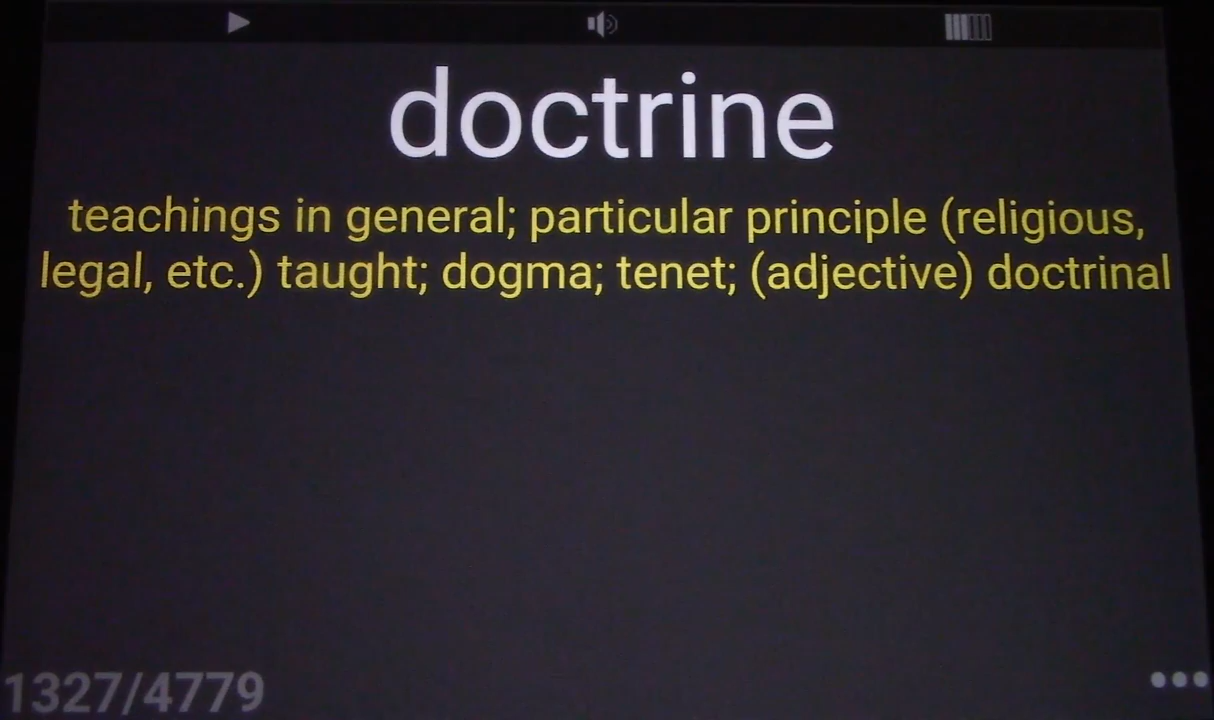 doctrine
teachings in general; particular principle (religious,
legal, etc.) taught; dogma; tenet; (adjective) doctrinal
1327/4779